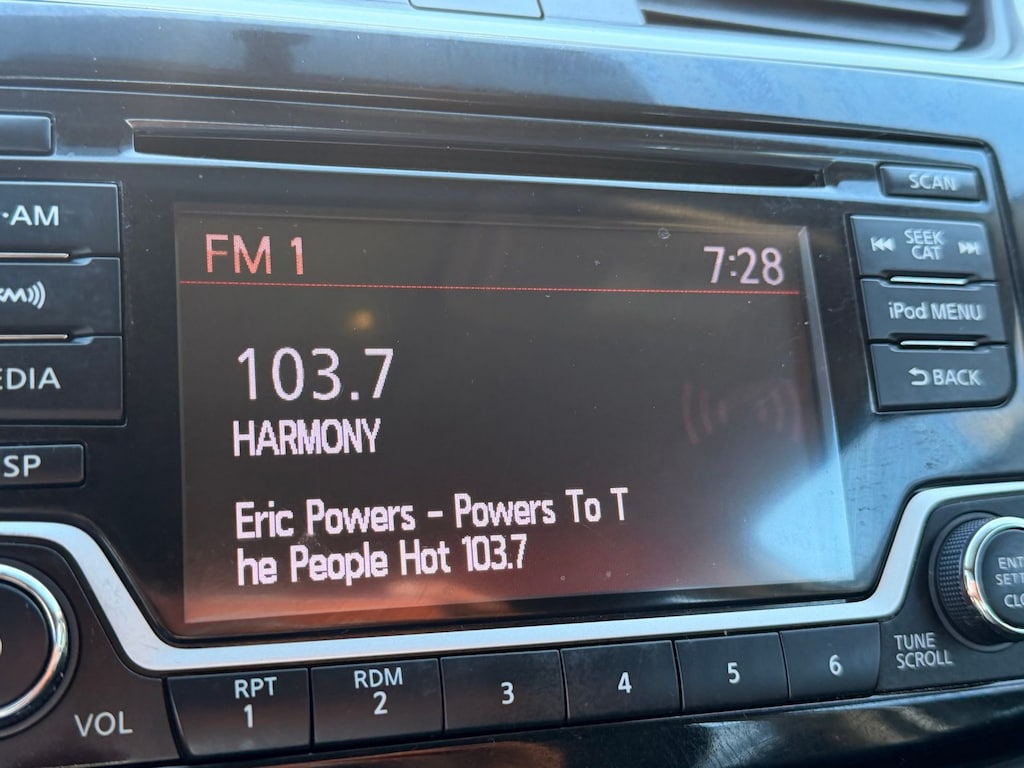 ·AM
SCAN
FM 1
7:28
SEEK
CAT
iPod MENU
103.7
BACK
HARMONY
SP
Eric Powers - Powers To T
he People Hot 103.7
TUNE
SCROLL
RPT
1
RDM
2
3
4
5
6
VOL